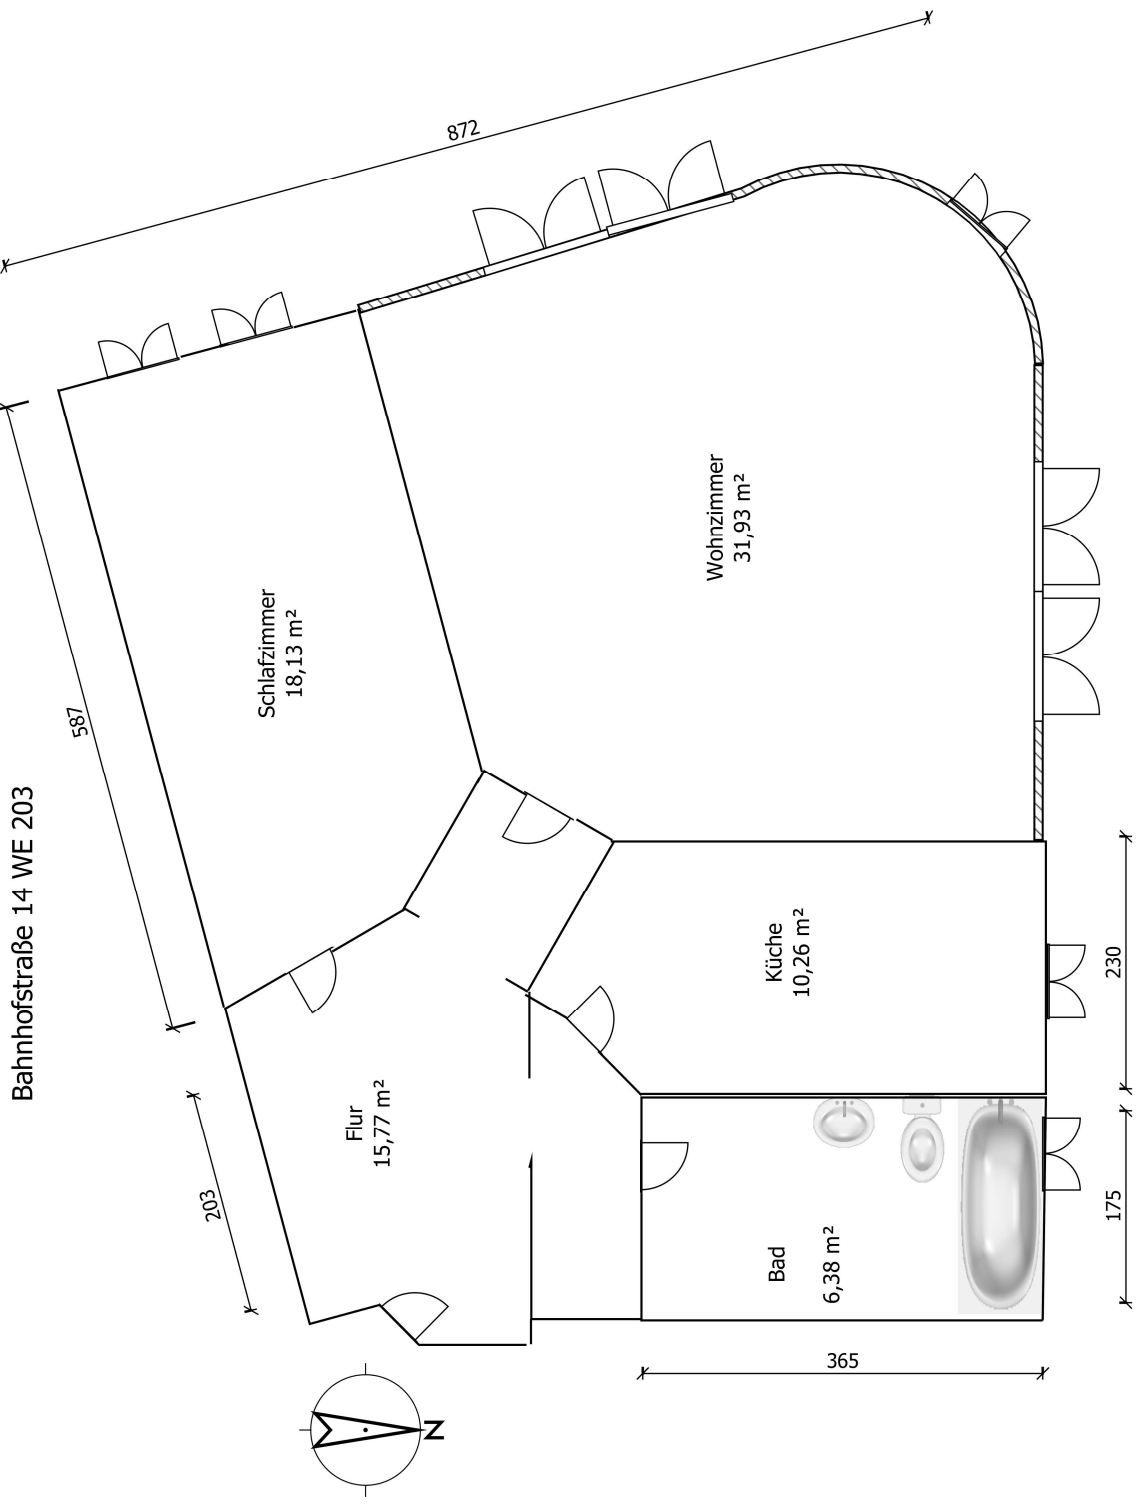 Bahnhofstraße 14 WE 203
872
587
203
Schlafzimmer
18,13 m²
Wohnzimmer
31,93 m²
Flur
15,77 m²
Küche
10,26 m²
Bad
6,38 m²
230
175
365
N